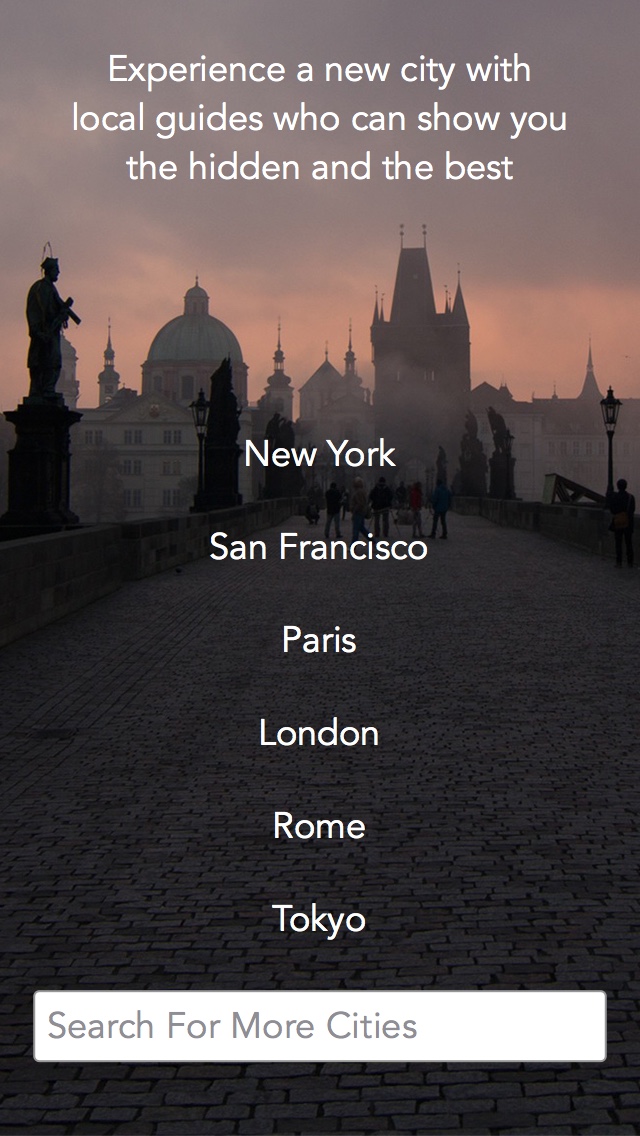 Experience a new city with
local guides who can show you
the hidden and the best
New York
San Francisco
Paris
London
Rome
Tokyo
Search For More Cities